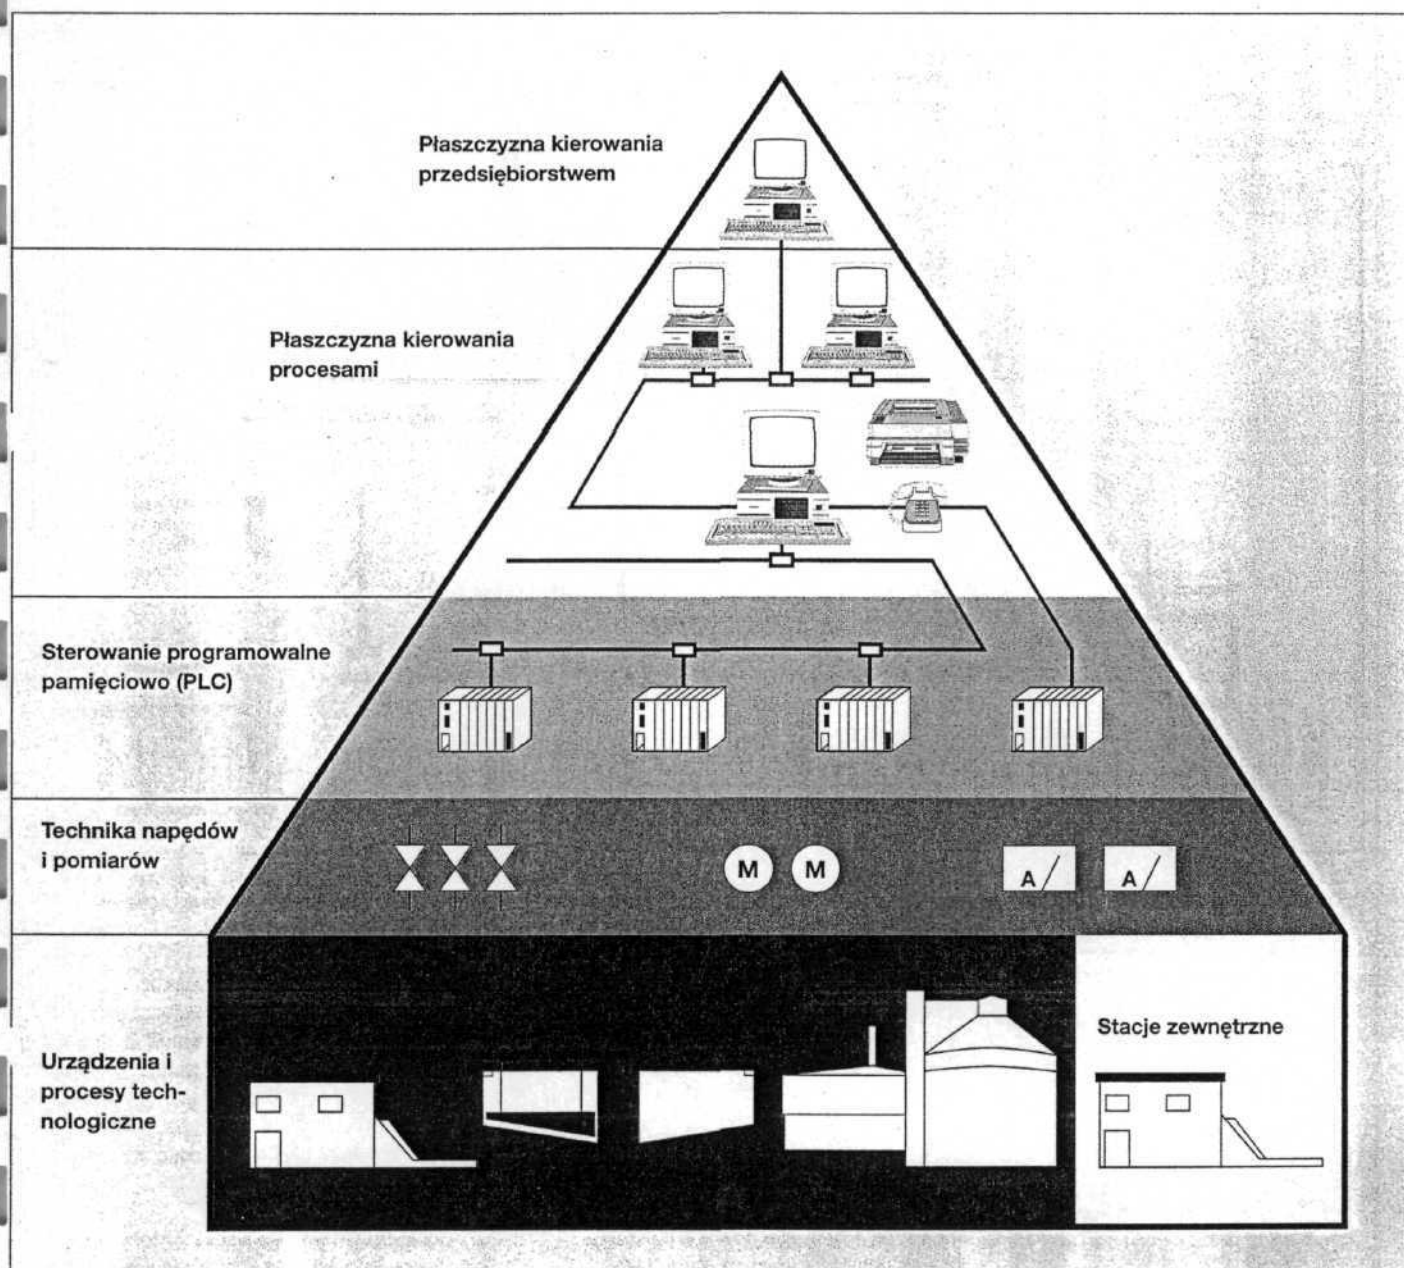 Płaszczyzna kierowania
przedsiębiorstwem
Płaszczyzna kierowania
procesami
Sterowanie programowalne
pamięciowo (PLC)
Technika napędów
i pomiarów
M M A/ A/
Stacje zewnętrzne
Urządzenia i
procesy tech-
nologiczne